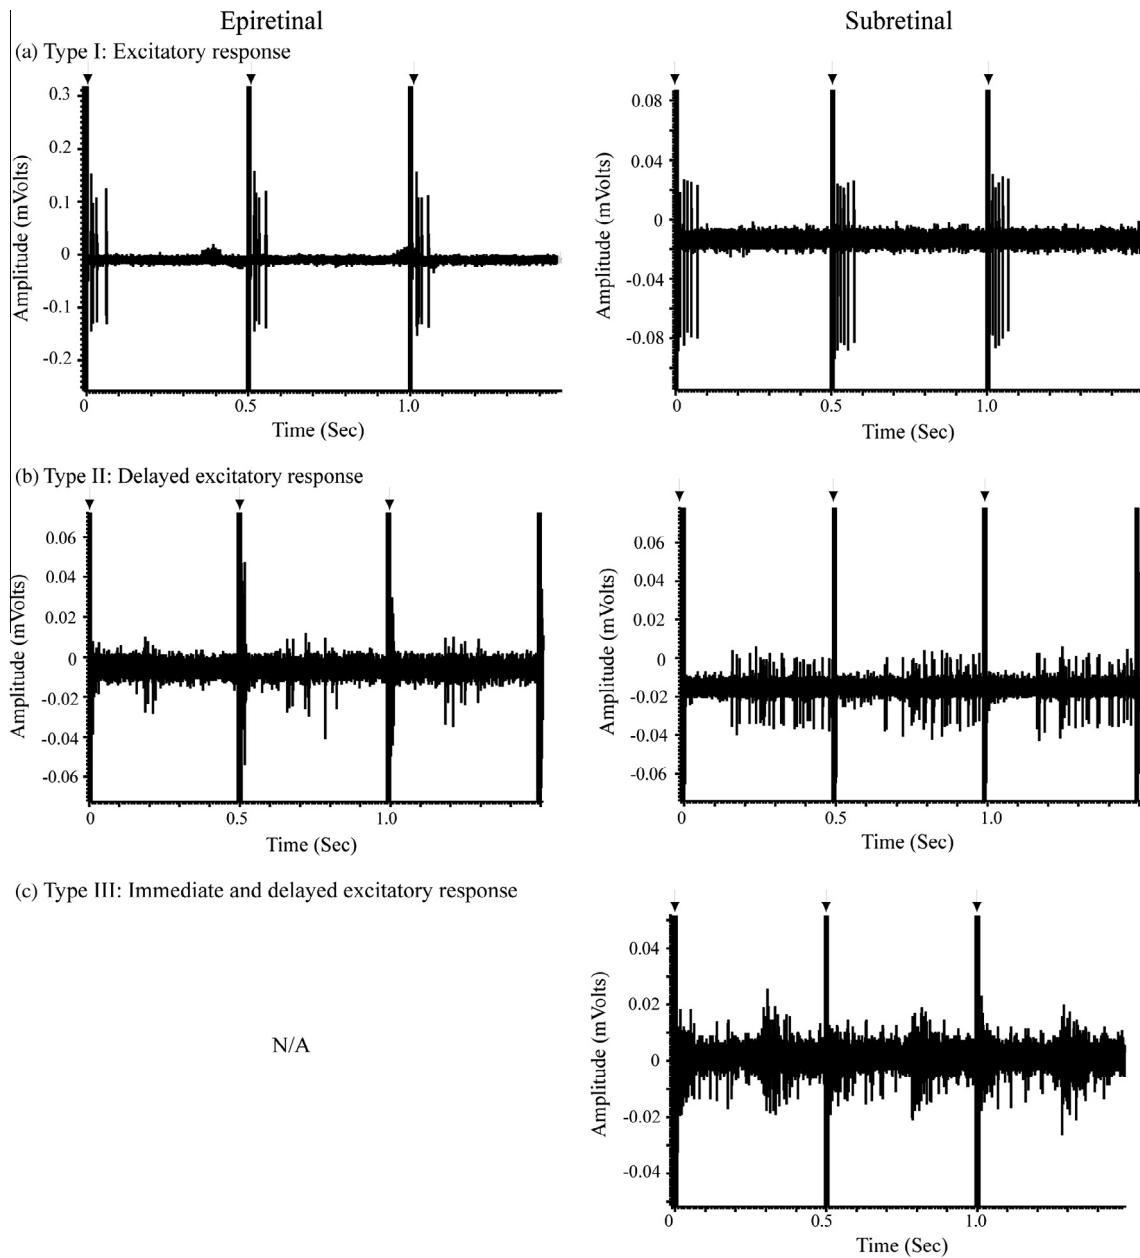 Epiretinal
Subretinal
(a) Type I: Excitatory response
Amplitude (mVolts)
0.3
0.2
0.1
0
-0.1
-0.2
0
0.5
1.0
Time (Sec)
Amplitude (mVolts)
0.08
0.04
0
-0.04
-0.08
0
0.5
1.0
Time (Sec)
(b) Type II: Delayed excitatory response
Amplitude (mVolts)
0.06
0.04
0.02
0
-0.02
-0.04
-0.06
0
0.5
1.0
Time (Sec)
Amplitude (mVolts)
0.06
0.04
0.02
0
-0.02
-0.04
-0.06
0
0.5
1.0
Time (Sec)
(c) Type III: Immediate and delayed excitatory response
N/A
Amplitude (mVolts)
0.04
0.02
0
-0.02
-0.04
0
0.5
1.0
Time (Sec)